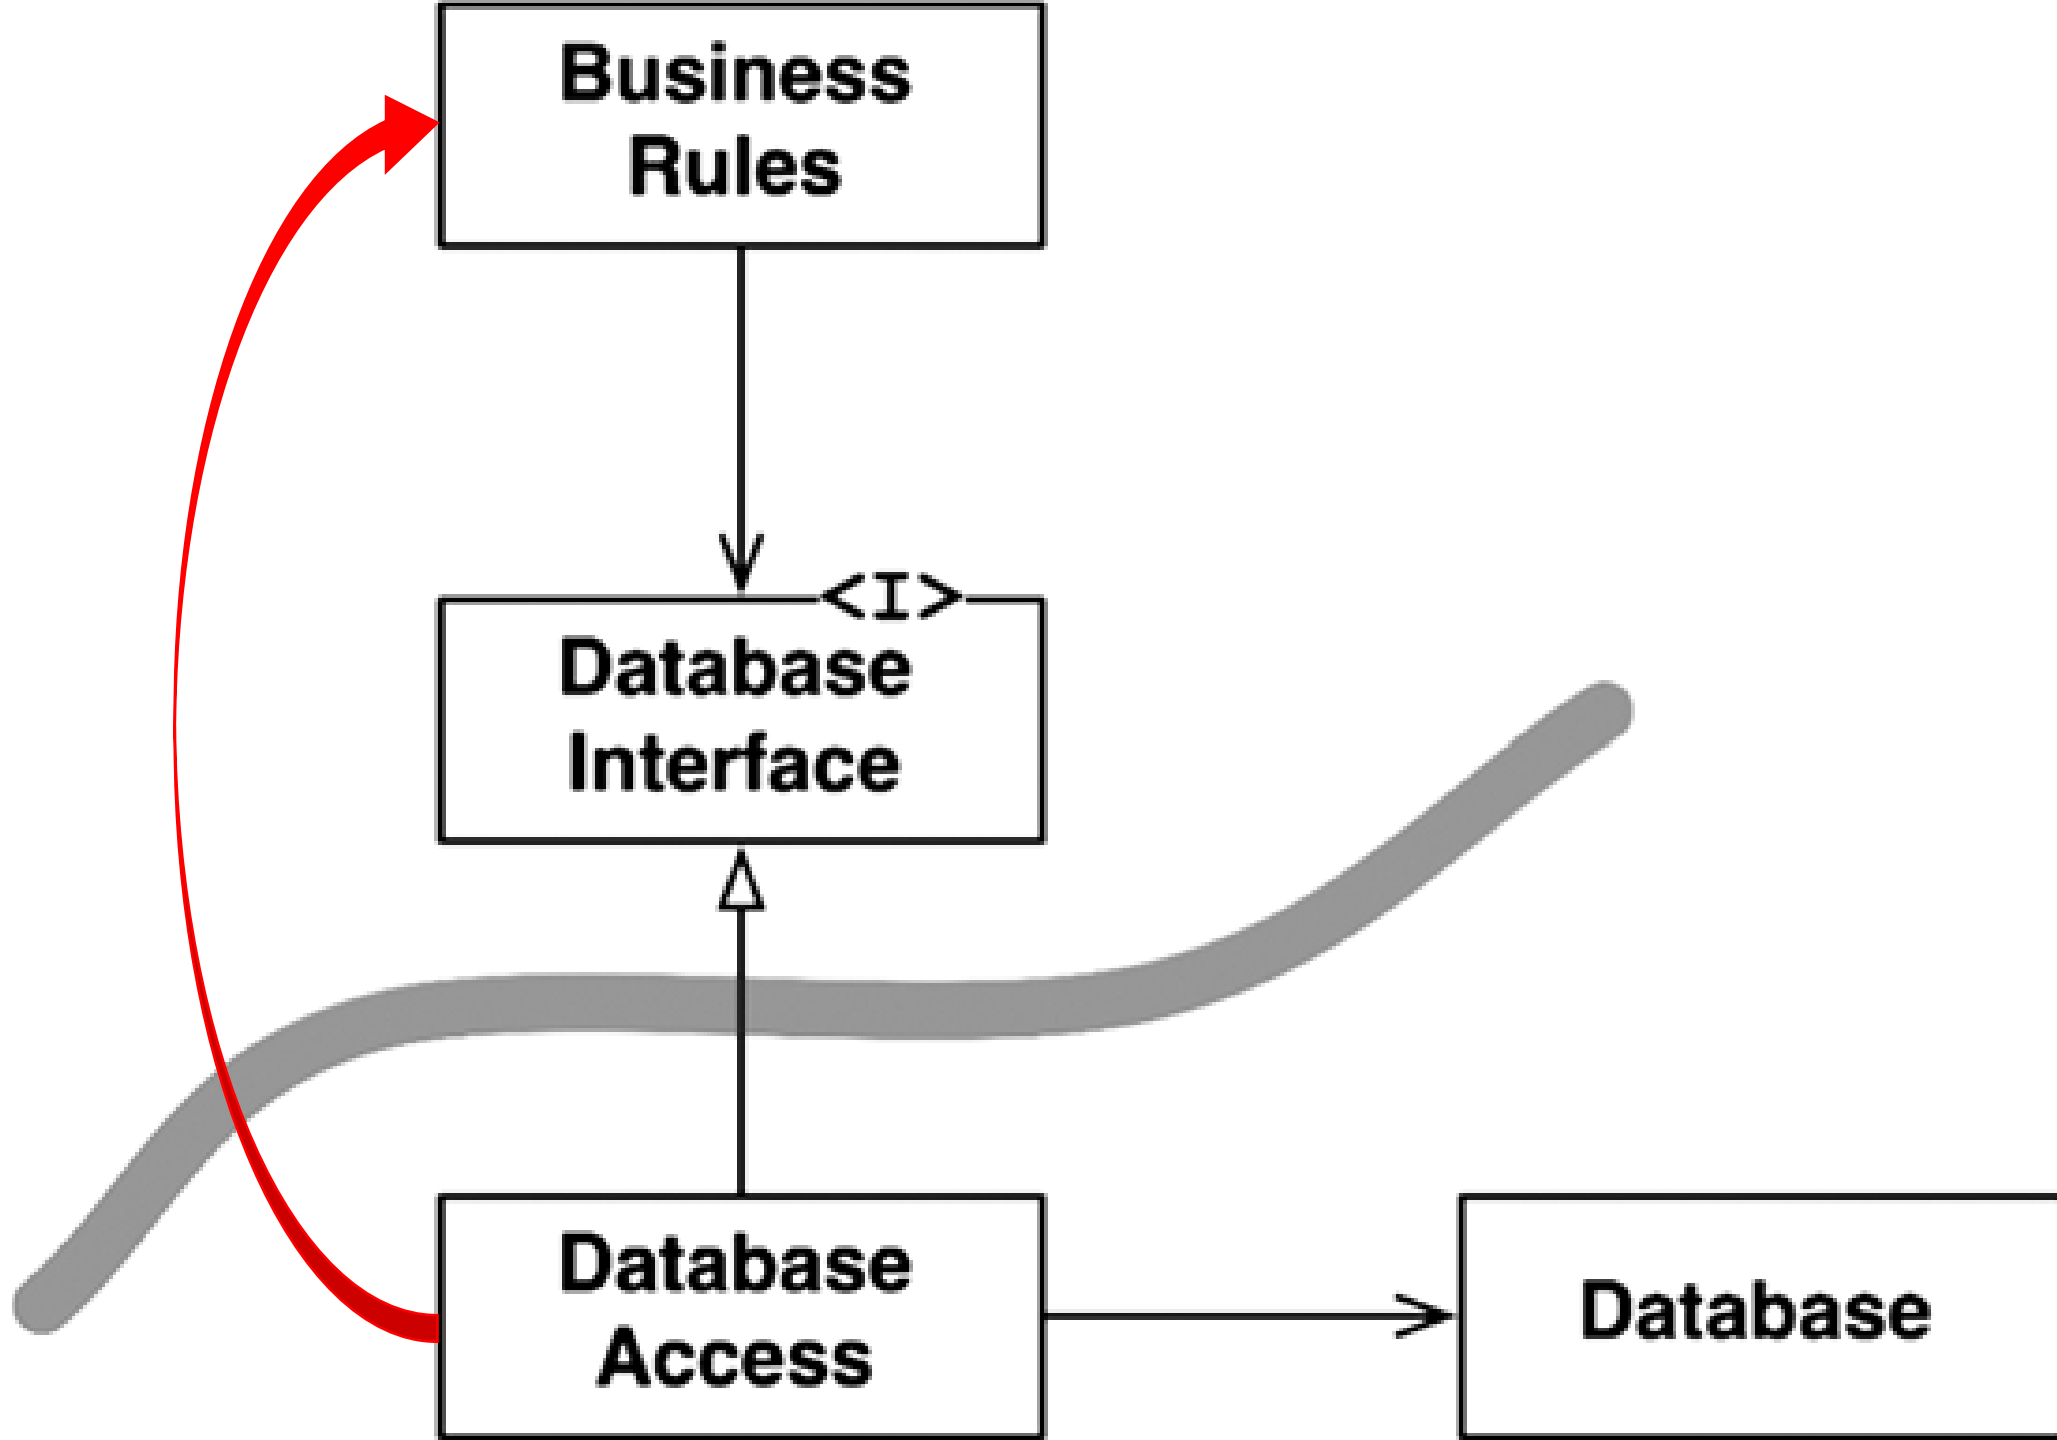 Business
Rules
<I>
Database
Interface
Database
Access
Database